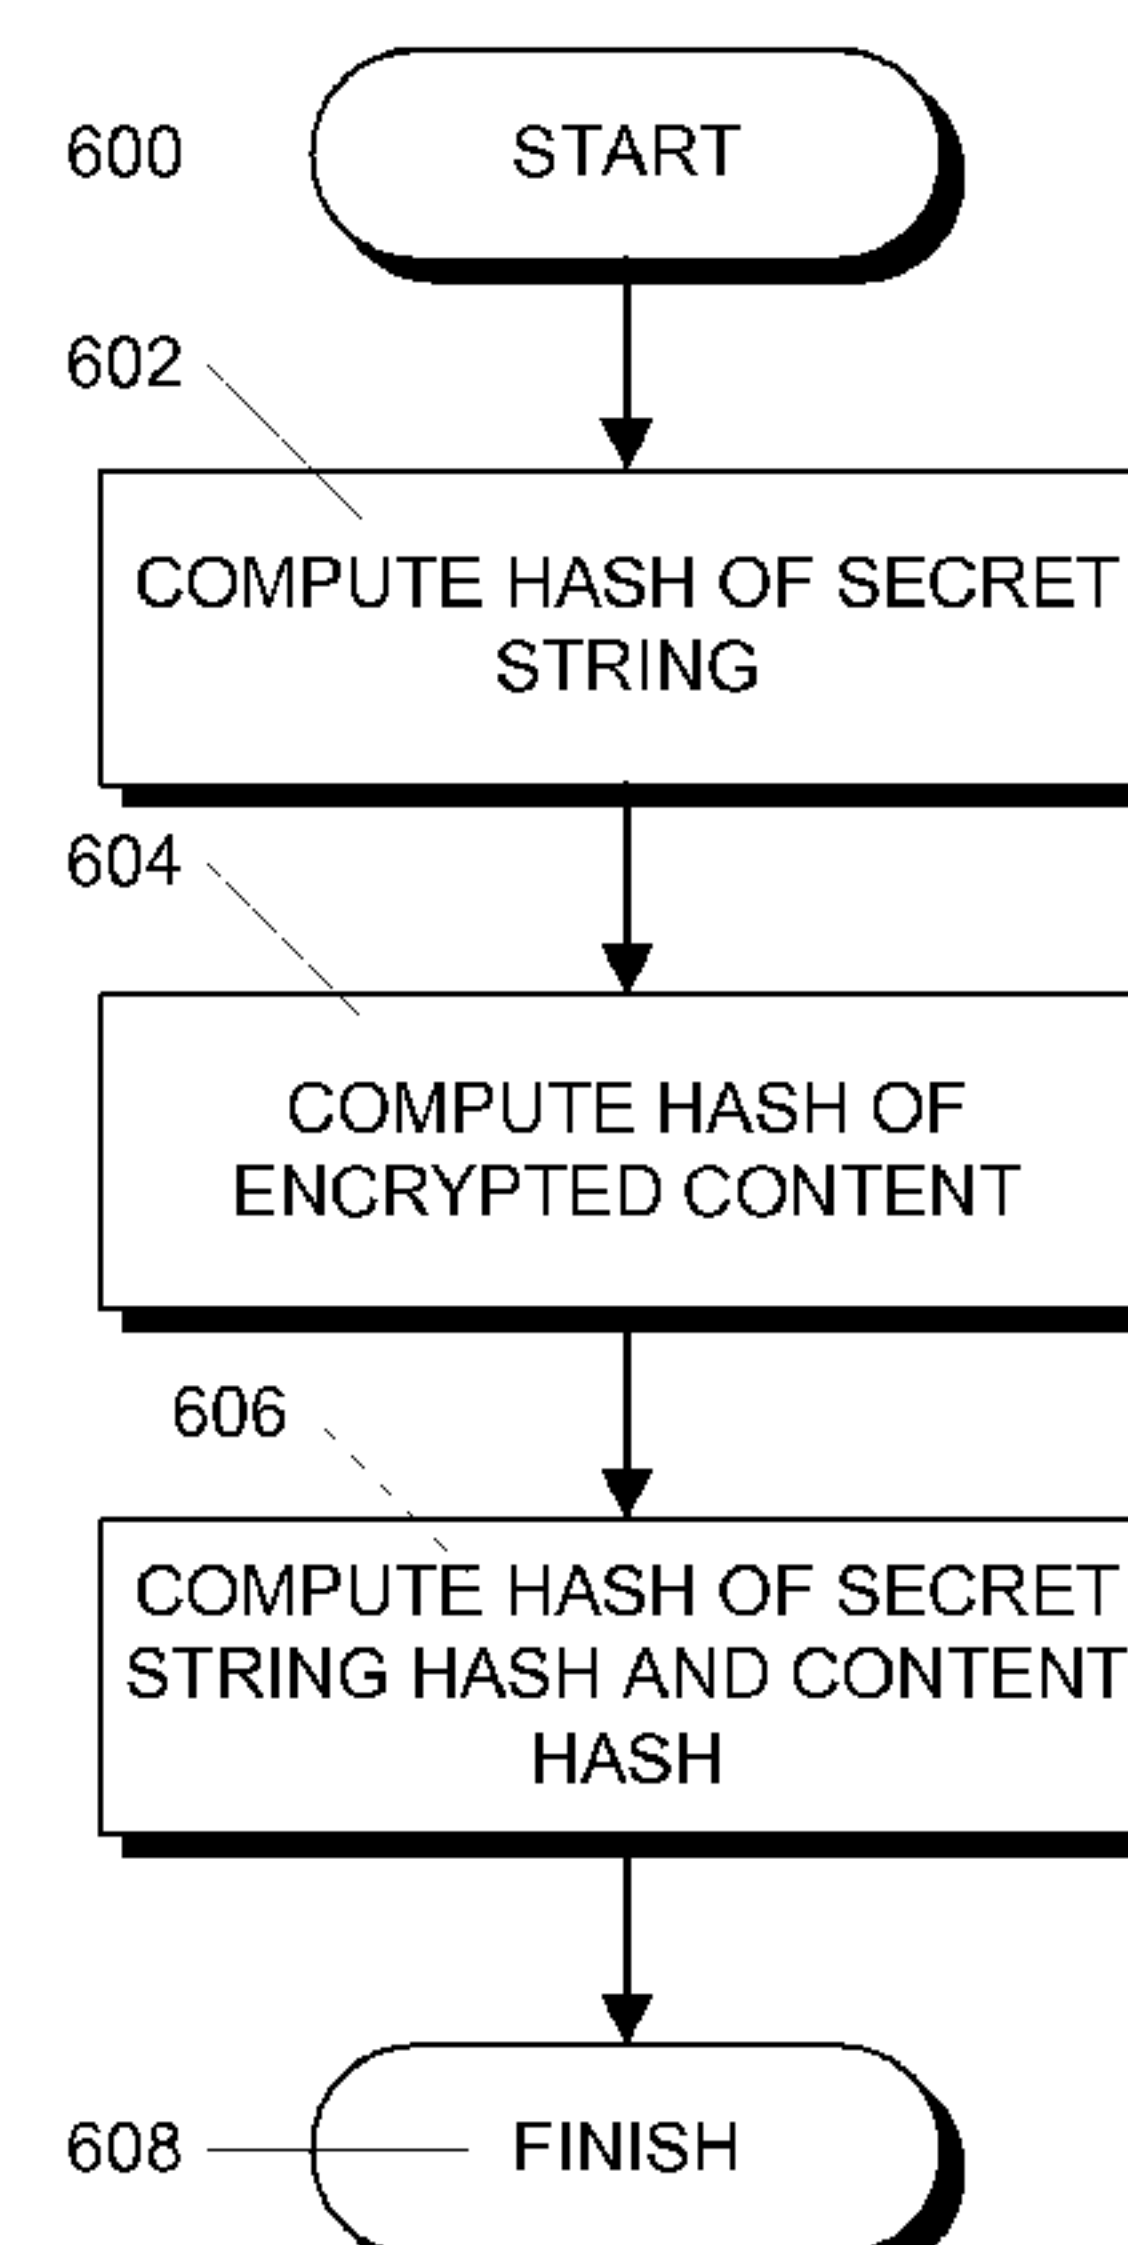 600
START
602
COMPUTE HASH OF SECRET
STRING
604
COMPUTE HASH OF
ENCRYPTED CONTENT
606
COMPUTE HASH OF SECRET
STRING HASH AND CONTENT
HASH
608
FINISH